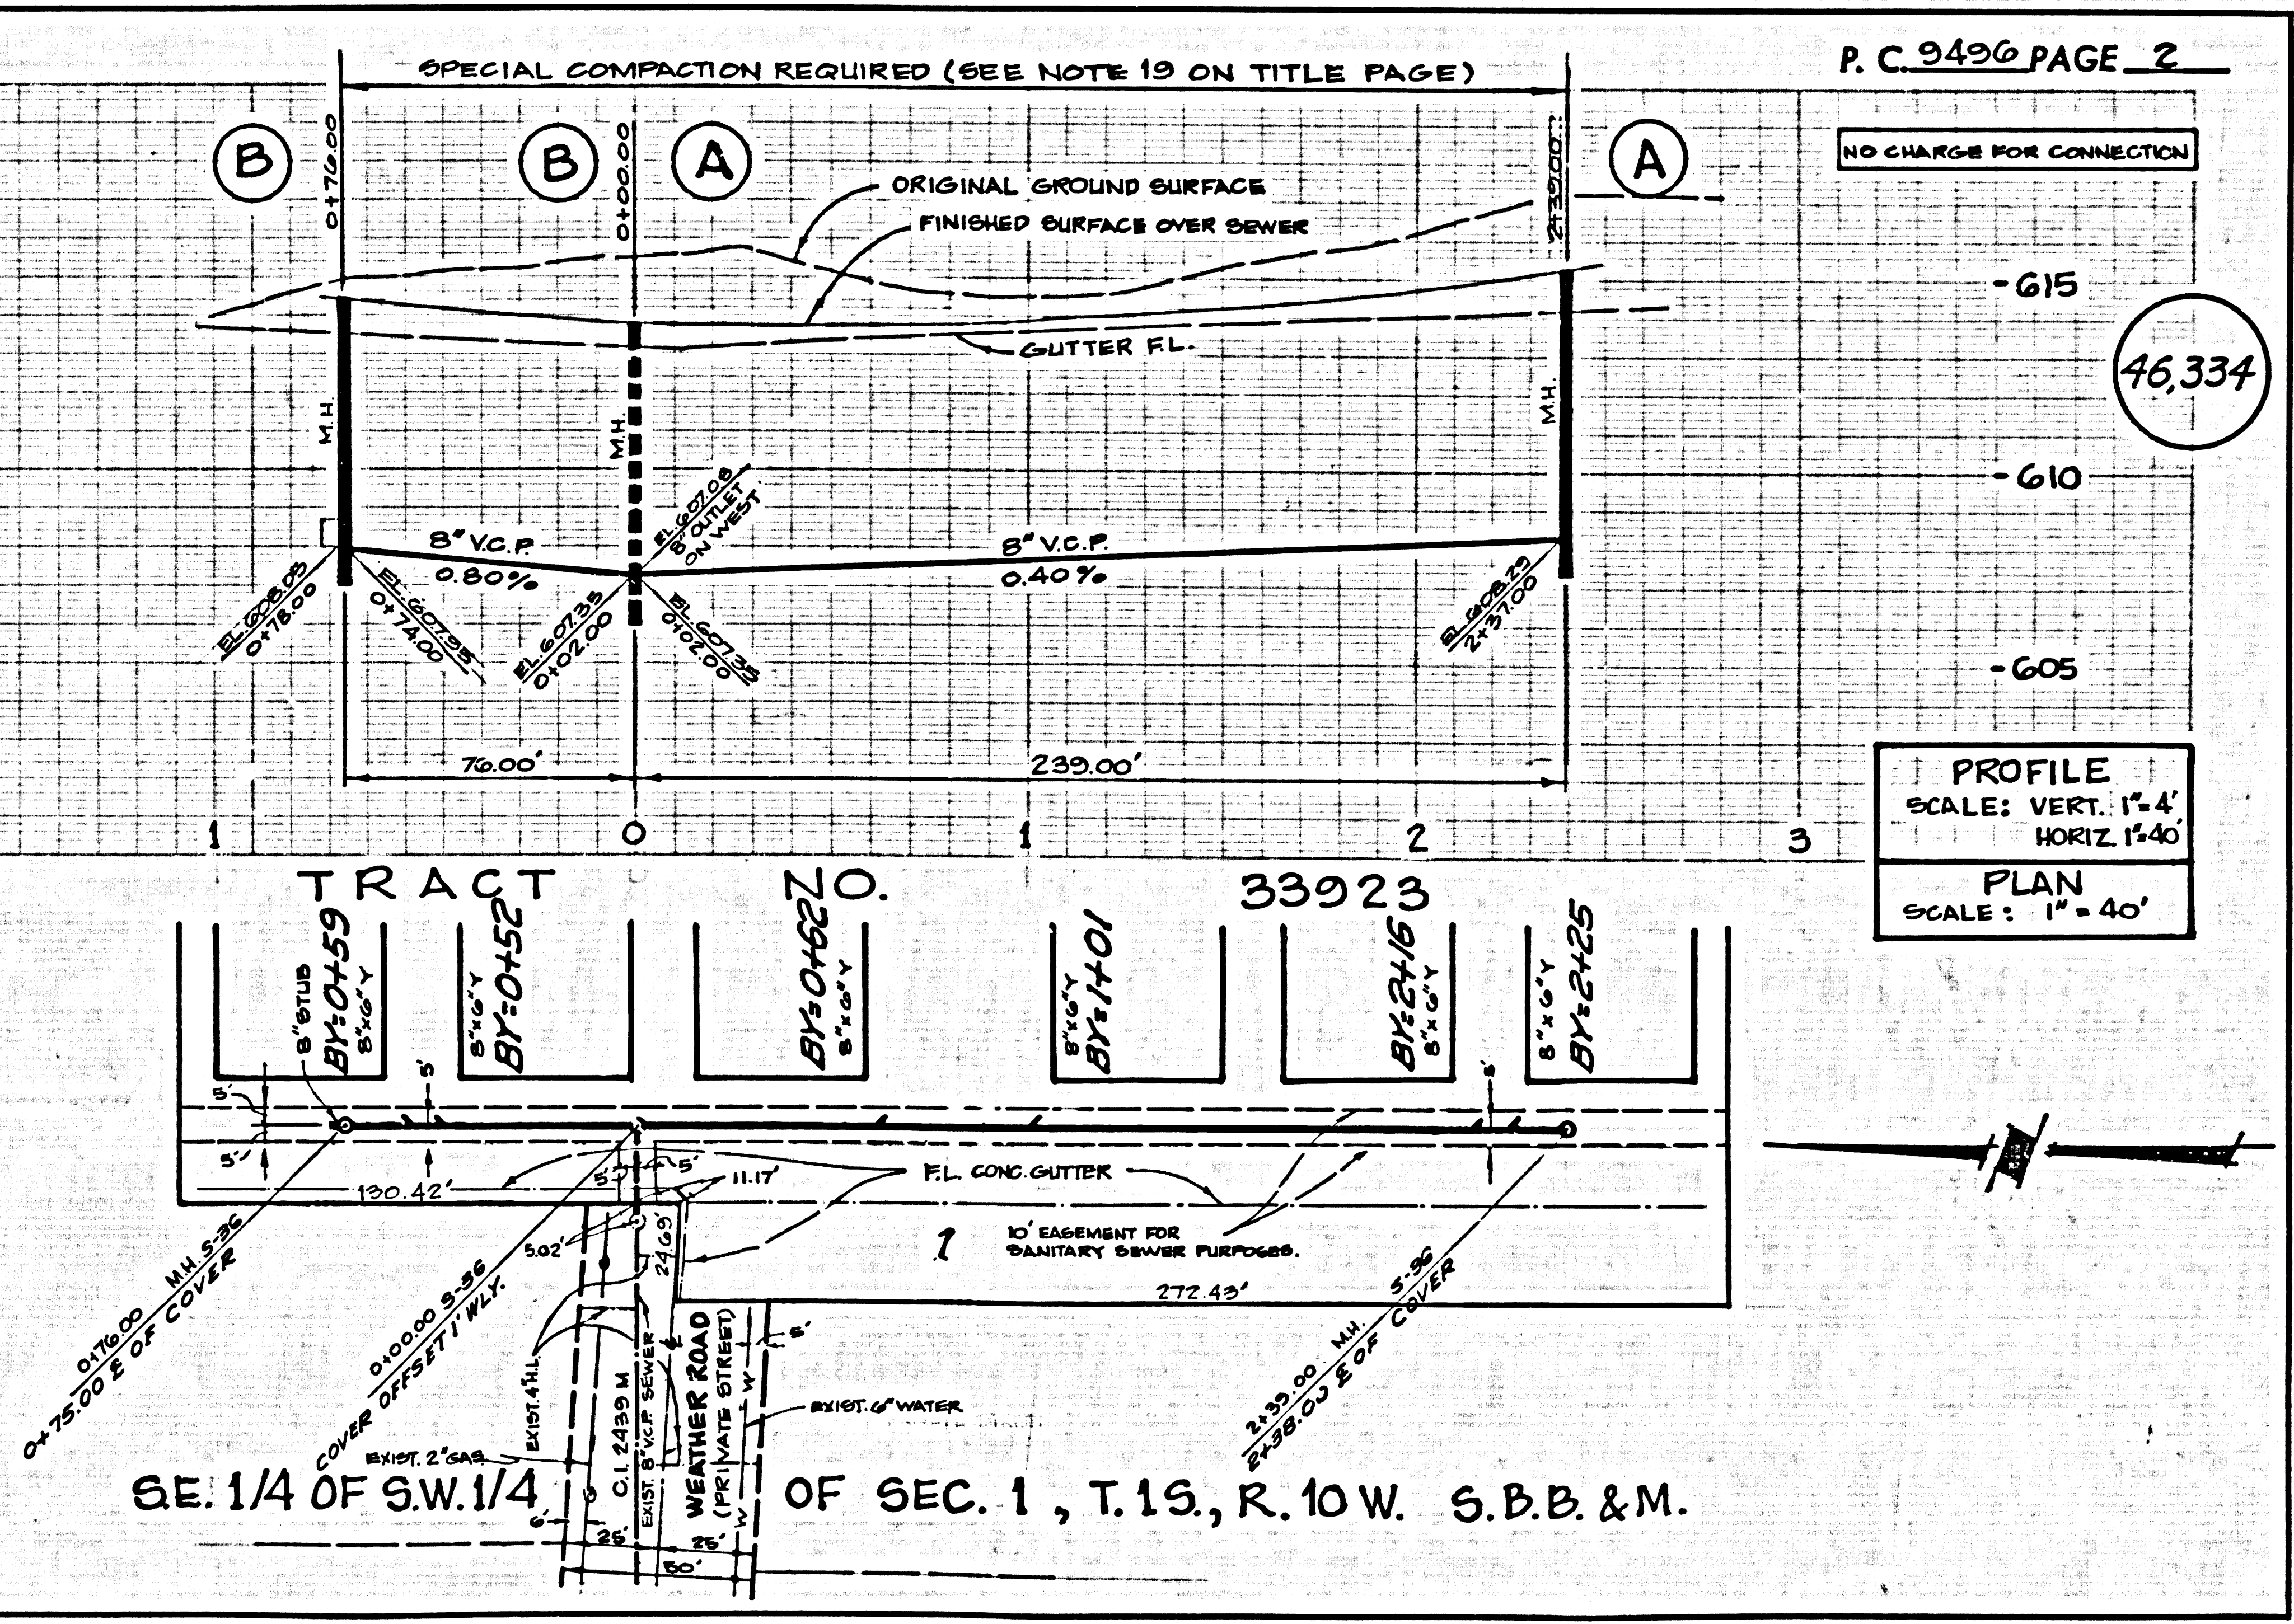 P. C. 9496 PAGE 2
SPECIAL COMPACTION REQUIRED (SEE NOTE 19 ON TITLE PAGE)
B
0+76.00
B
0+00.00
A
2+39.00
A
NO CHARGE FOR CONNECTION
ORIGINAL GROUND SURFACE
FINISHED SURFACE OVER SEWER
-615
GUTTER F.L.
46,334
M.H.
M.H.
M.H.
-610
EL. 607.08
8" OUTLET
ON WEST
8" V.C.P.
0.80%
8" V.C.P.
0.40%
EL. 608.05
0+78.00
EL. 607.95
0+74.00
EL. 607.35
0+02.00
EL. 607.35
0+02.00
EL. 608.29
2+37.00
-605
76.00'
239.00'
1
0
1
2
3
PROFILE
SCALE: VERT. 1"=4'
HORIZ. 1"=40'
PLAN
SCALE: 1"=40'
TRACT NO. 33923
8" STUB
BY=0+59
8"x6"Y
8"x6"Y
BY=0+52
BY=0+62
8"x6"Y
8"x6"Y
BY=1+01
BY=2+16
8"x6"Y
8"x6"Y
BY=2+25
5'
5'
5'
5'
5'
5'
11.17'
F.L. CONC. GUTTER
130.42'
5.02'
24.69'
1
10' EASEMENT FOR
SANITARY SEWER PURPOSES.
272.43'
0+76.00 M.H. S-36
0+75.00 ℄ OF COVER
0+00.00 S-36
COVER OFFSET 1' WLY.
2+39.00 M.H. S-36
2+38.00 ℄ OF COVER
EXIST. 4" H.L.
C.I. 2439 M
EXIST. 8" V.C.P. SEWER
WEATHER ROAD
(PRIVATE STREET)
W
W
5'
EXIST. 6" WATER
EXIST. 2" GAS
S.E. 1/4 OF S.W. 1/4 OF SEC. 1, T.1S., R.10W. S.B.B. & M.
6'
25'
25'
50'